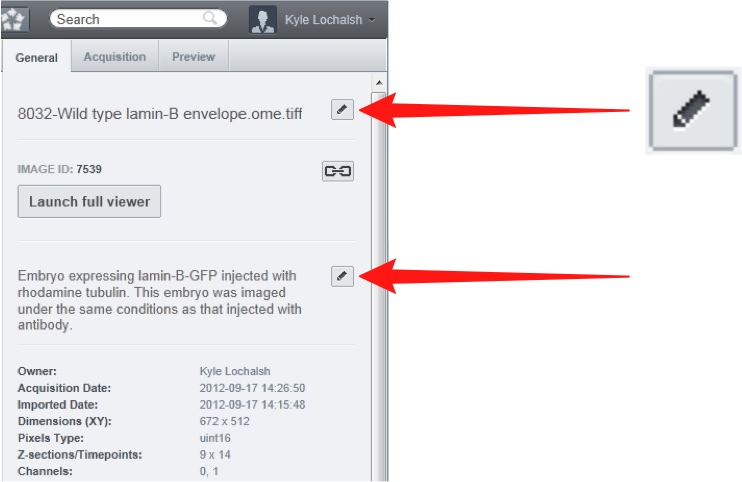 Search
Kyle Lochalsh
General Acquisition Preview
8032-Wild type lamin-B envelope.ome.tiff
IMAGE ID: 7539
Launch full viewer
Embryo expressing lamin-B-GFP injected with
rhodamine tubulin. This embryo was imaged
under the same conditions as that injected with
antibody.
Owner: Kyle Lochalsh
Acquisition Date: 2012-09-17 14:26:50
Imported Date: 2012-09-17 14:15:48
Dimensions (XY): 672 x 512
Pixels Type: uint16
Z-sections/Timepoints: 9 x 14
Channels: 0, 1